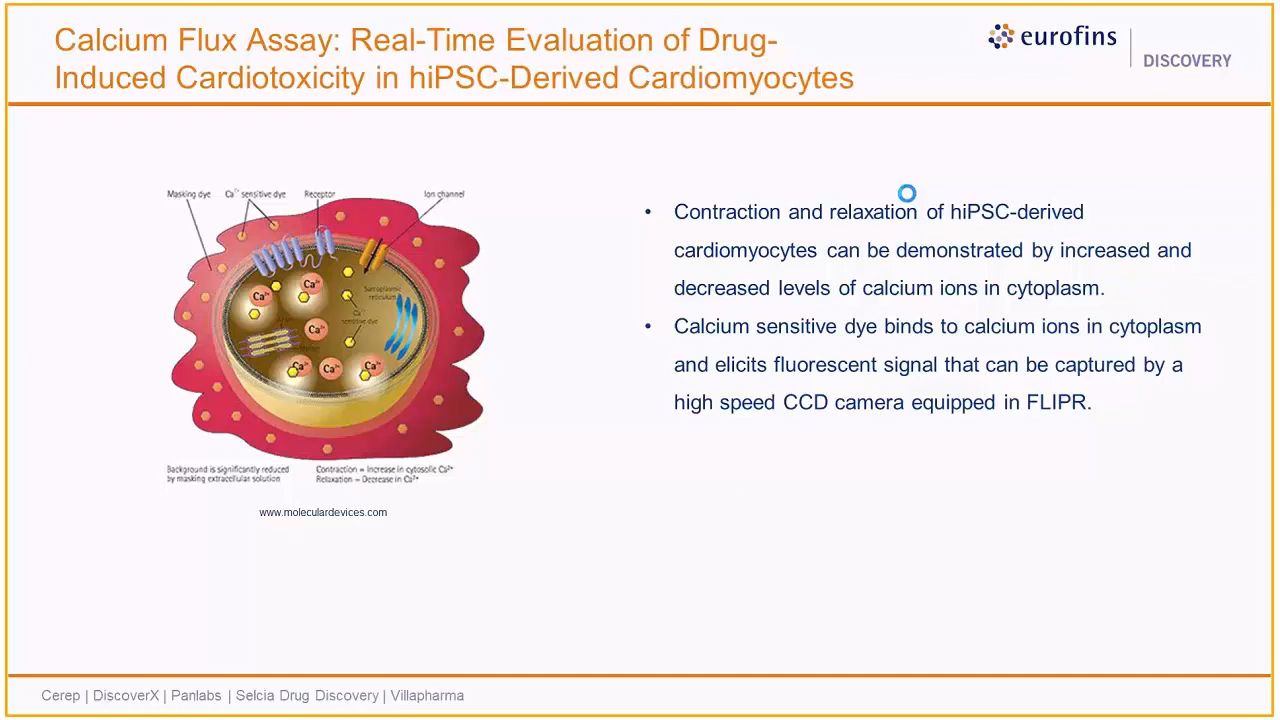 Calcium Flux Assay: Real-Time Evaluation of Drug-
Induced Cardiotoxicity in hiPSC-Derived Cardiomyocytes
eurofins
DISCOVERY
Masking dye
Ca²⁺ sensitive dye
Receptor
Ion channel
Sarcoplasmic
reticulum
Ca²⁺
sensitive dye
Ca²⁺
Ca²⁺
Ca²⁺
Ca²⁺
Ca²⁺
Ca²⁺
Background is significantly reduced
by masking extracellular solution
Contraction = Increase in cytosolic Ca²⁺
Relaxation = Decrease in Ca²⁺
www.moleculardevices.com
• Contraction and relaxation of hiPSC-derived
cardiomyocytes can be demonstrated by increased and
decreased levels of calcium ions in cytoplasm.
• Calcium sensitive dye binds to calcium ions in cytoplasm
and elicits fluorescent signal that can be captured by a
high speed CCD camera equipped in FLIPR.
Cerep | DiscoverX | Panlabs | Selcia Drug Discovery | Villapharma